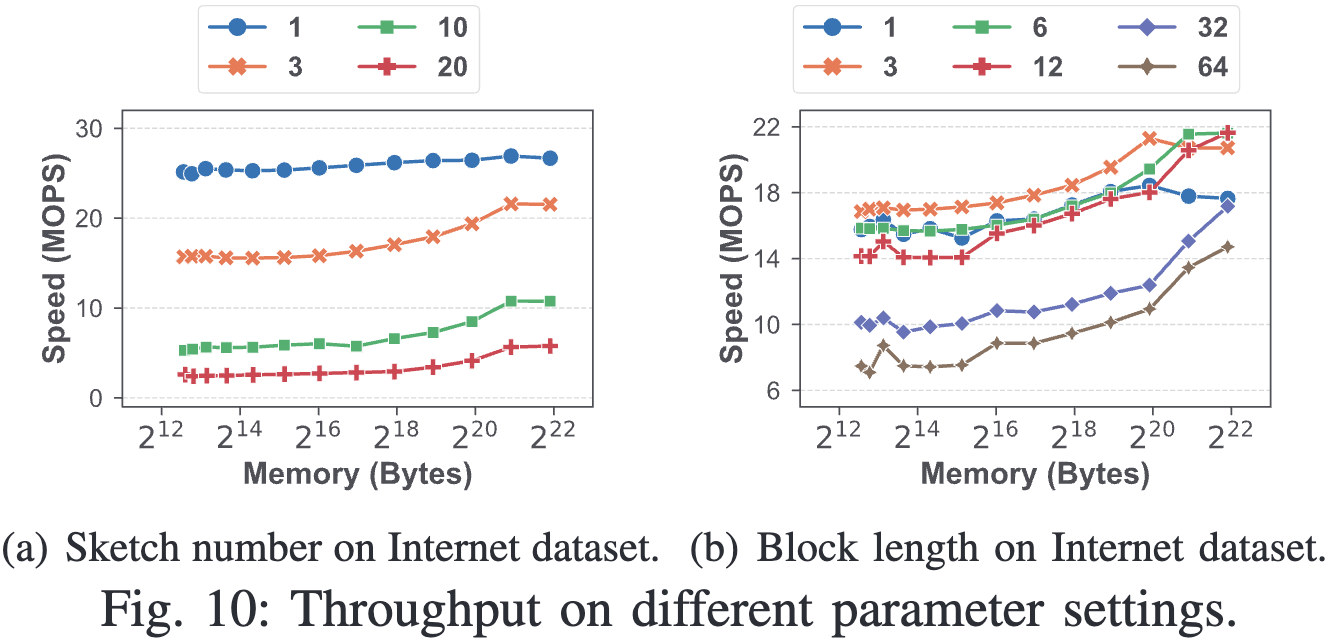 1 10
3 20
30
20
10
0
Speed (MOPS)
2^12 2^14 2^16 2^18 2^20 2^22
Memory (Bytes)
1 6 32
3 12 64
22
18
14
10
6
Speed (MOPS)
2^12 2^14 2^16 2^18 2^20 2^22
Memory (Bytes)
(a) Sketch number on Internet dataset. (b) Block length on Internet dataset.
Fig. 10: Throughput on different parameter settings.